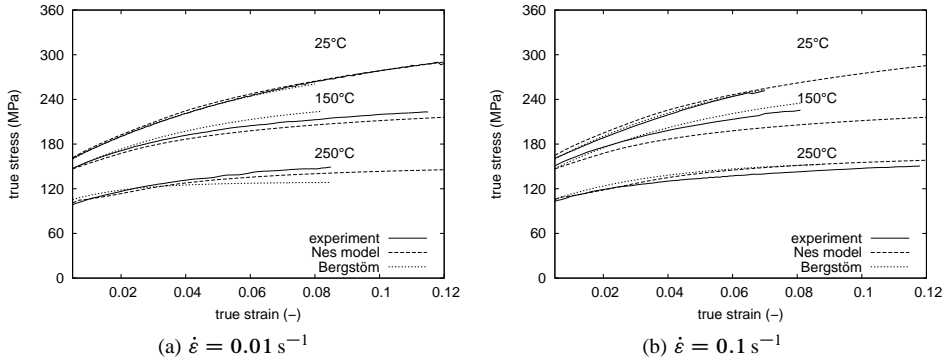 360
300
240
180
120
60
0
true stress (MPa)
25°C
150°C
250°C
experiment
Nes model
Bergstöm
0.02 0.04 0.06 0.08 0.1 0.12
true strain (−)
(a) ε̇ = 0.01 s⁻¹
360
300
240
180
120
60
0
true stress (MPa)
25°C
150°C
250°C
experiment
Nes model
Bergstöm
0.02 0.04 0.06 0.08 0.1 0.12
true strain (−)
(b) ε̇ = 0.1 s⁻¹